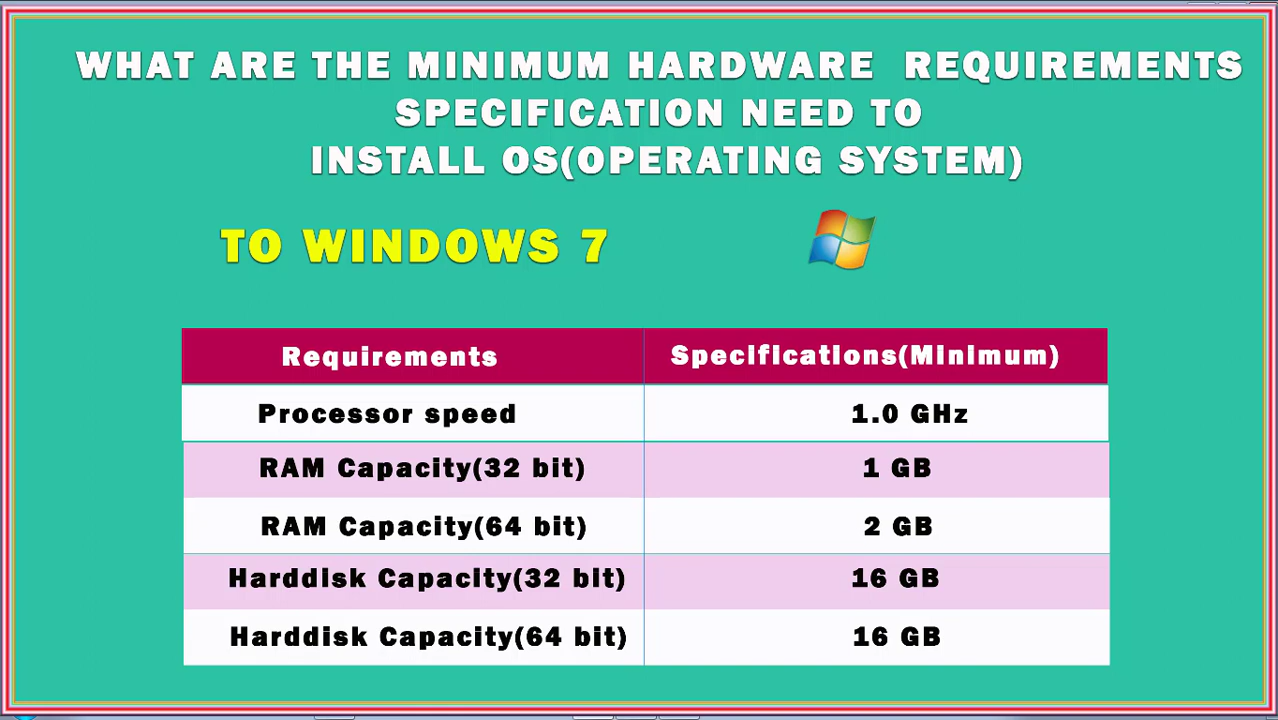 WHAT ARE THE MINIMUM HARDWARE REQUIREMENTS
SPECIFICATION NEED TO
INSTALL OS(OPERATING SYSTEM)
TO WINDOWS 7
Requirements Specifications(Minimum)
Processor speed 1.0 GHz
RAM Capacity(32 bit) 1 GB
RAM Capacity(64 bit) 2 GB
Harddisk Capacity(32 bit) 16 GB
Harddisk Capacity(64 bit) 16 GB